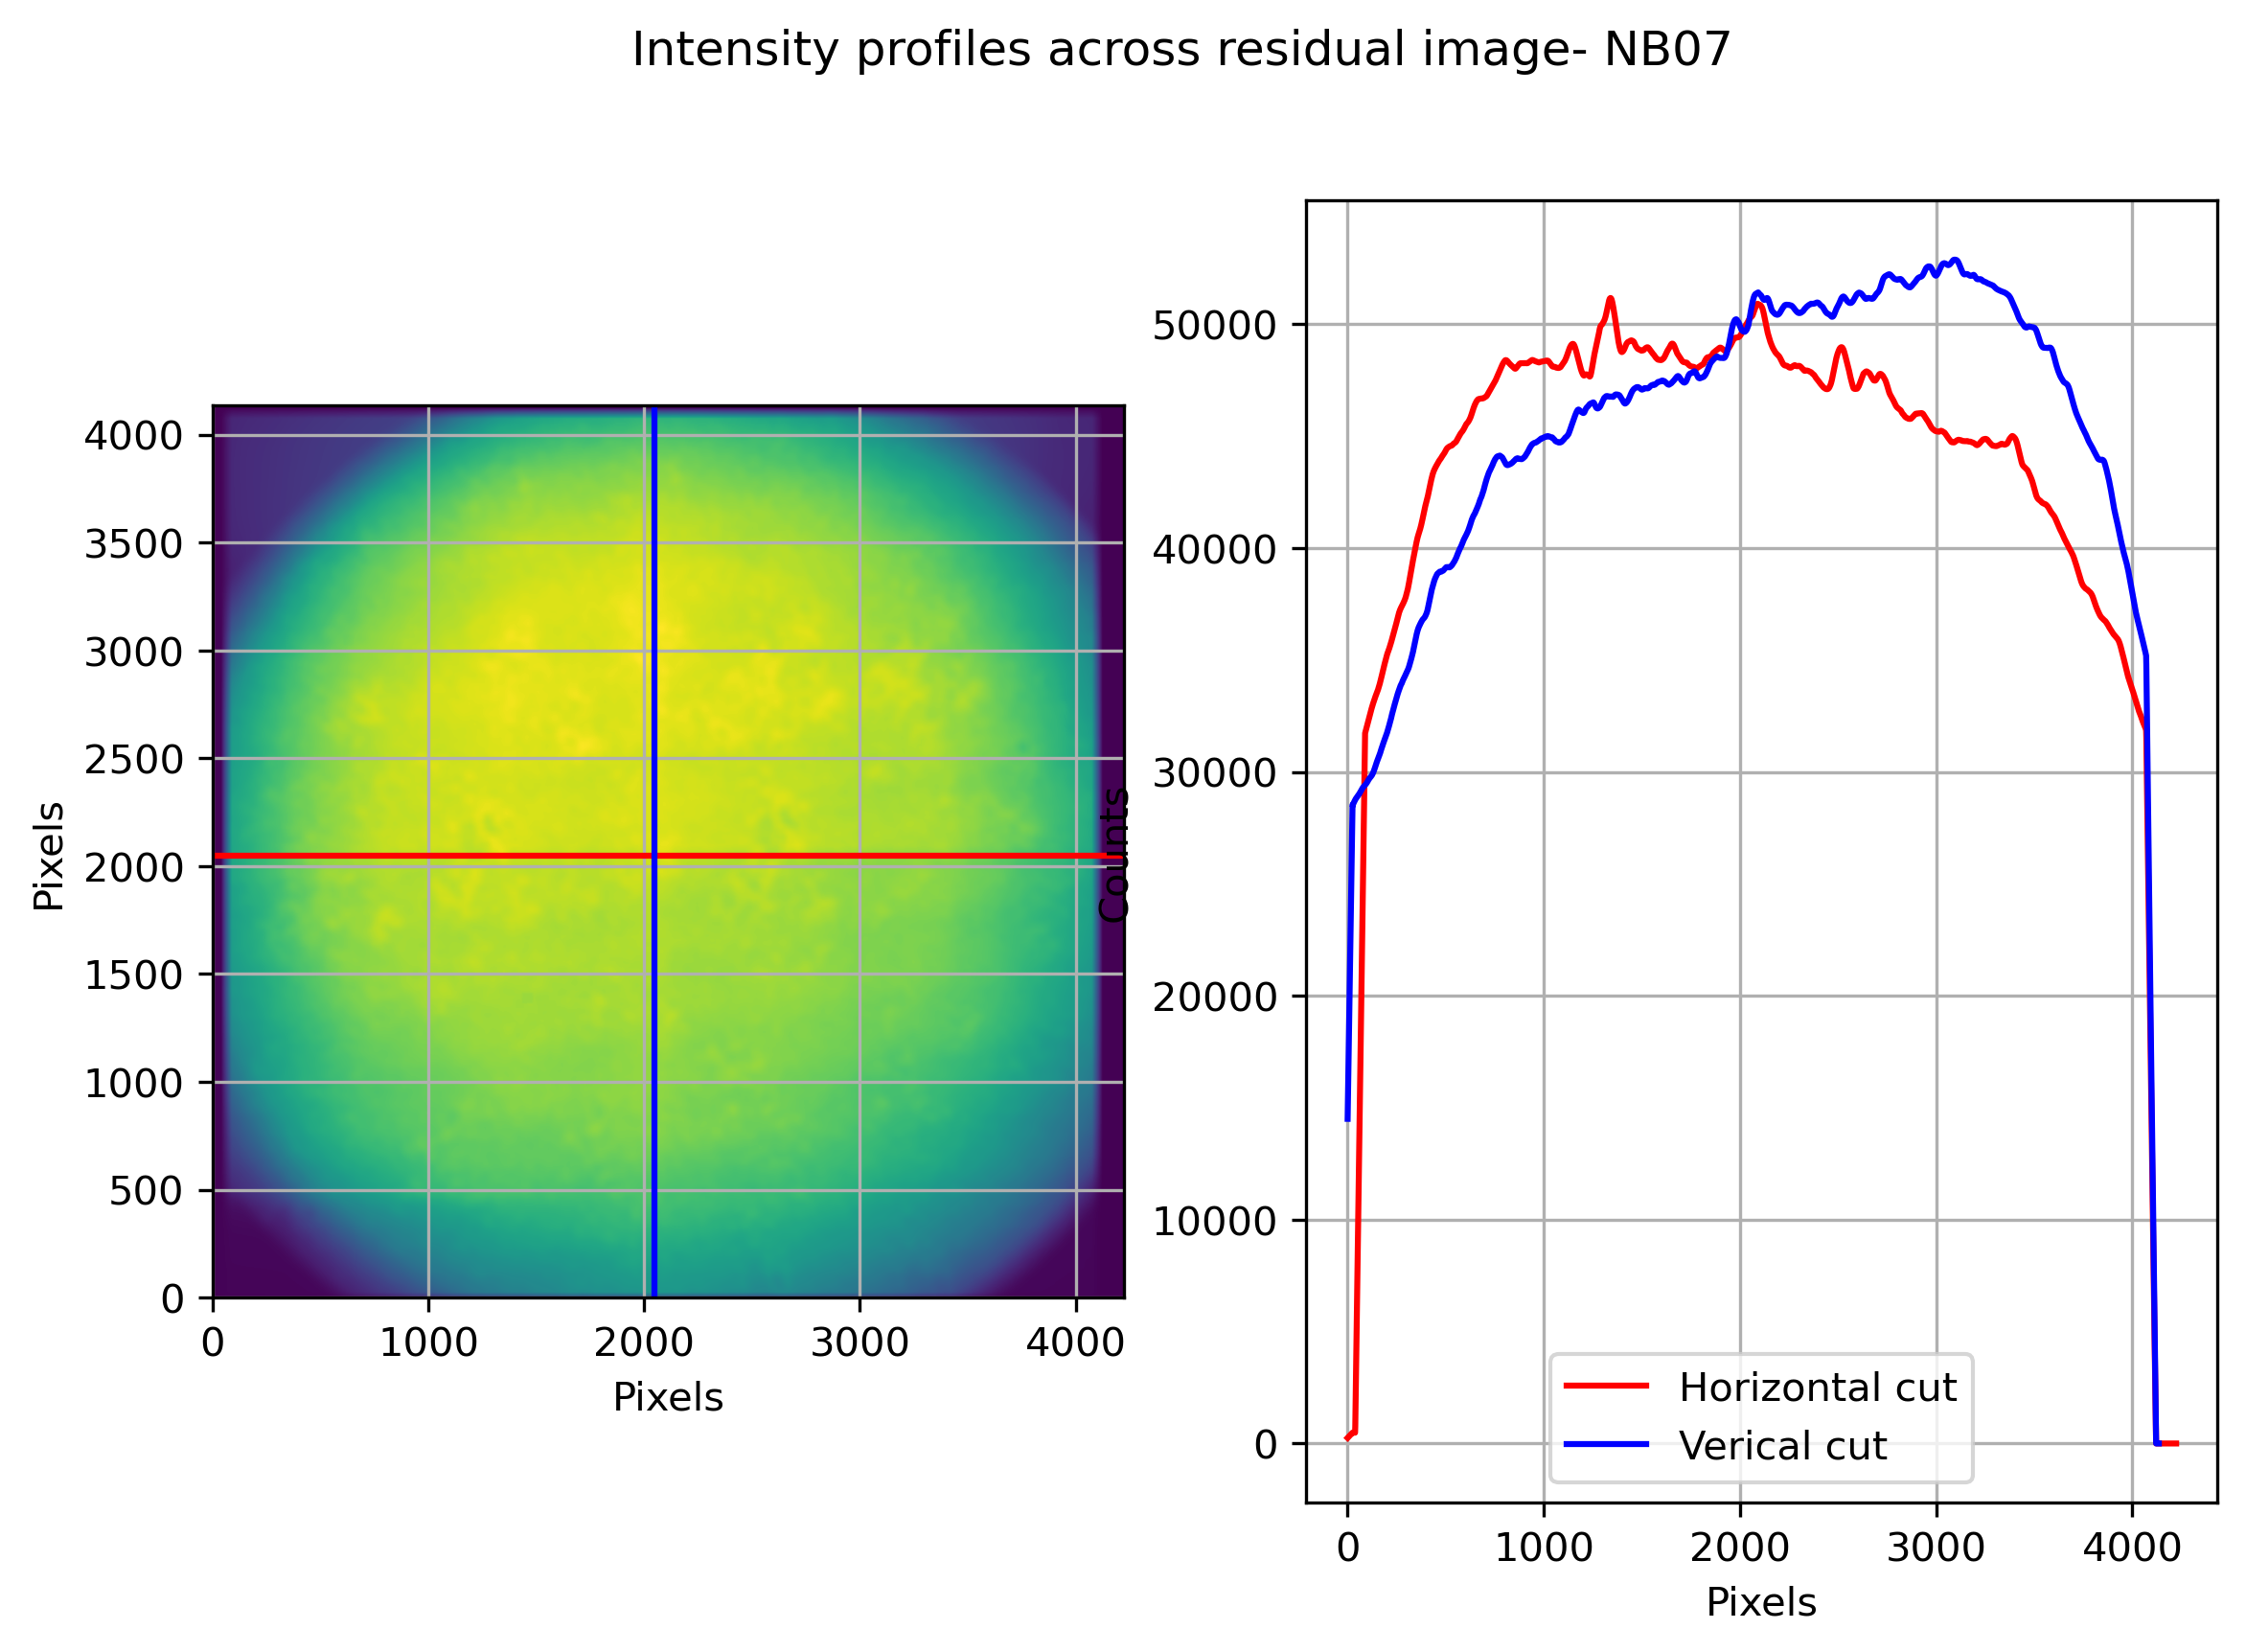 Intensity profiles across residual image- NB07
4000
3500
3000
2500
2000
1500
1000
500
0
Pixels
0 1000 2000 3000 4000
Pixels
50000
40000
30000
20000
10000
0
Counts
Horizontal cut
Verical cut
0 1000 2000 3000 4000
Pixels